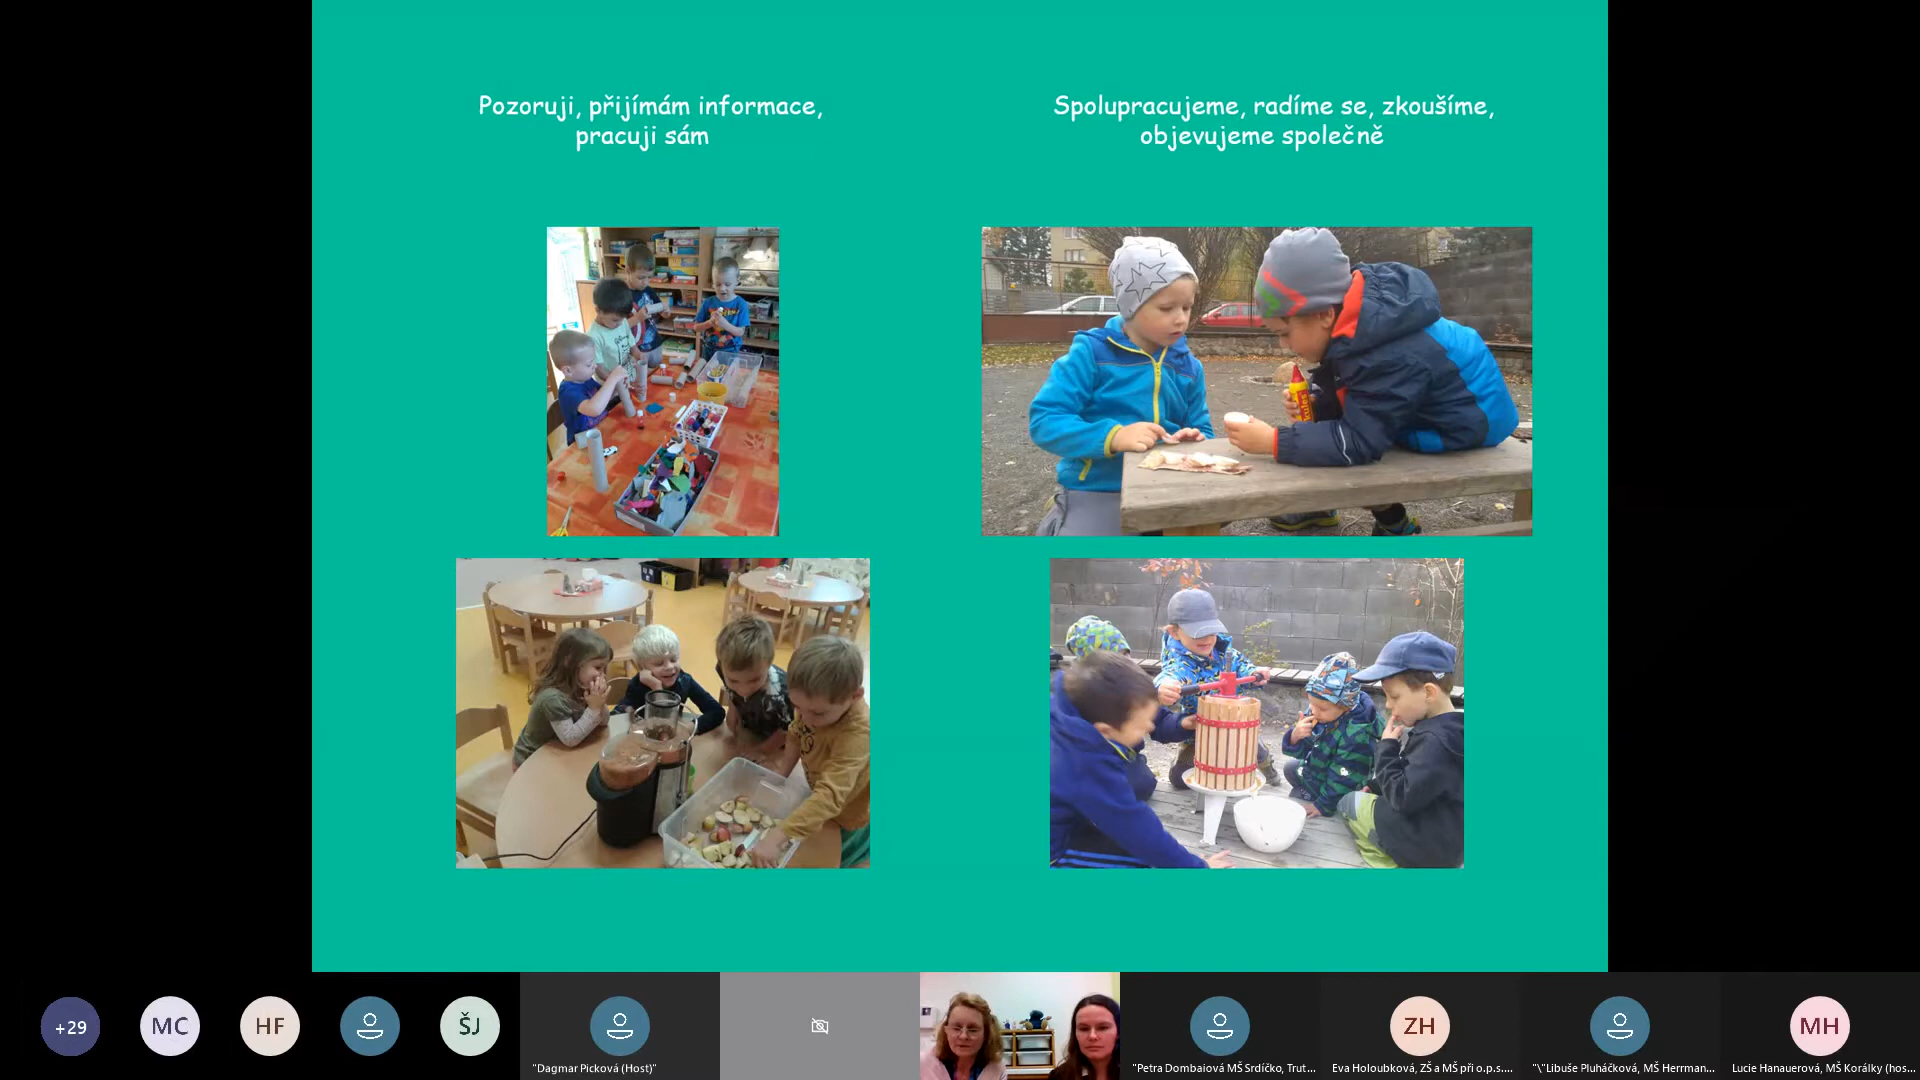 Pozoruji, přijímám informace,
pracuji sám
Spolupracujeme, radíme se, zkoušíme,
objevujeme společně
+29
MC
HF
ŠJ
"Dagmar Picková (Host)"
"Petra Dombaiová MŠ Srdíčko, Trut...
ZH
Eva Holoubková, ZŠ a MŠ při o.p.s....
"\"Libuše Pluháčková, MŠ Herrman...
MH
Lucie Hanauerová, MŠ Korálky (hos...